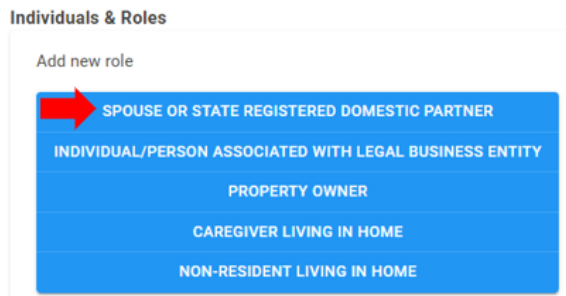 Individuals & Roles
Add new role
SPOUSE OR STATE REGISTERED DOMESTIC PARTNER
INDIVIDUAL/PERSON ASSOCIATED WITH LEGAL BUSINESS ENTITY
PROPERTY OWNER
CAREGIVER LIVING IN HOME
NON-RESIDENT LIVING IN HOME